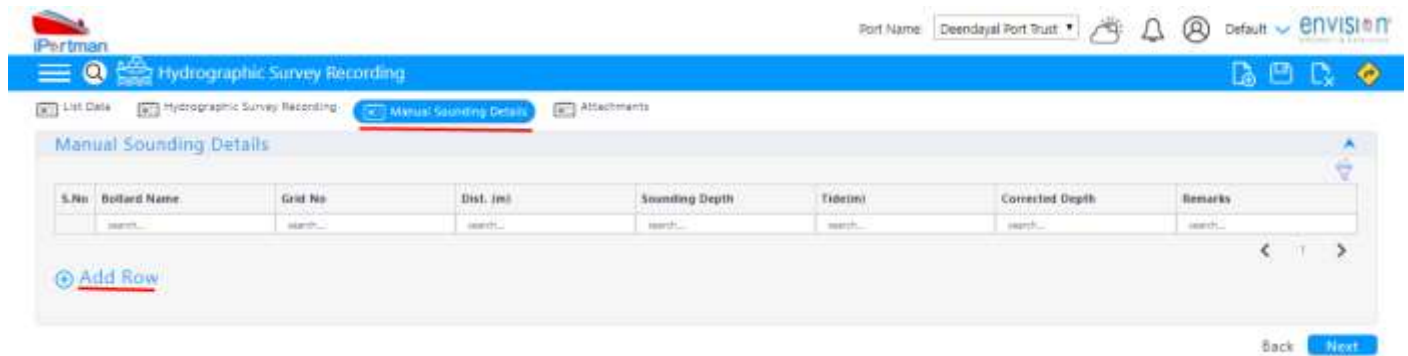 Port Name Deendayal Port Trust Default envision
iPortman
Hydrographic Survey Recording
List Data Hydrographic Survey Recording Manual Sounding Details Attachments
Manual Sounding Details
S.No Bollard Name Grid No Dist. (m) Sounding Depth Tide(m) Corrected Depth Remarks
search... search... search... search... search... search... search...
1
Add Row
Back Next